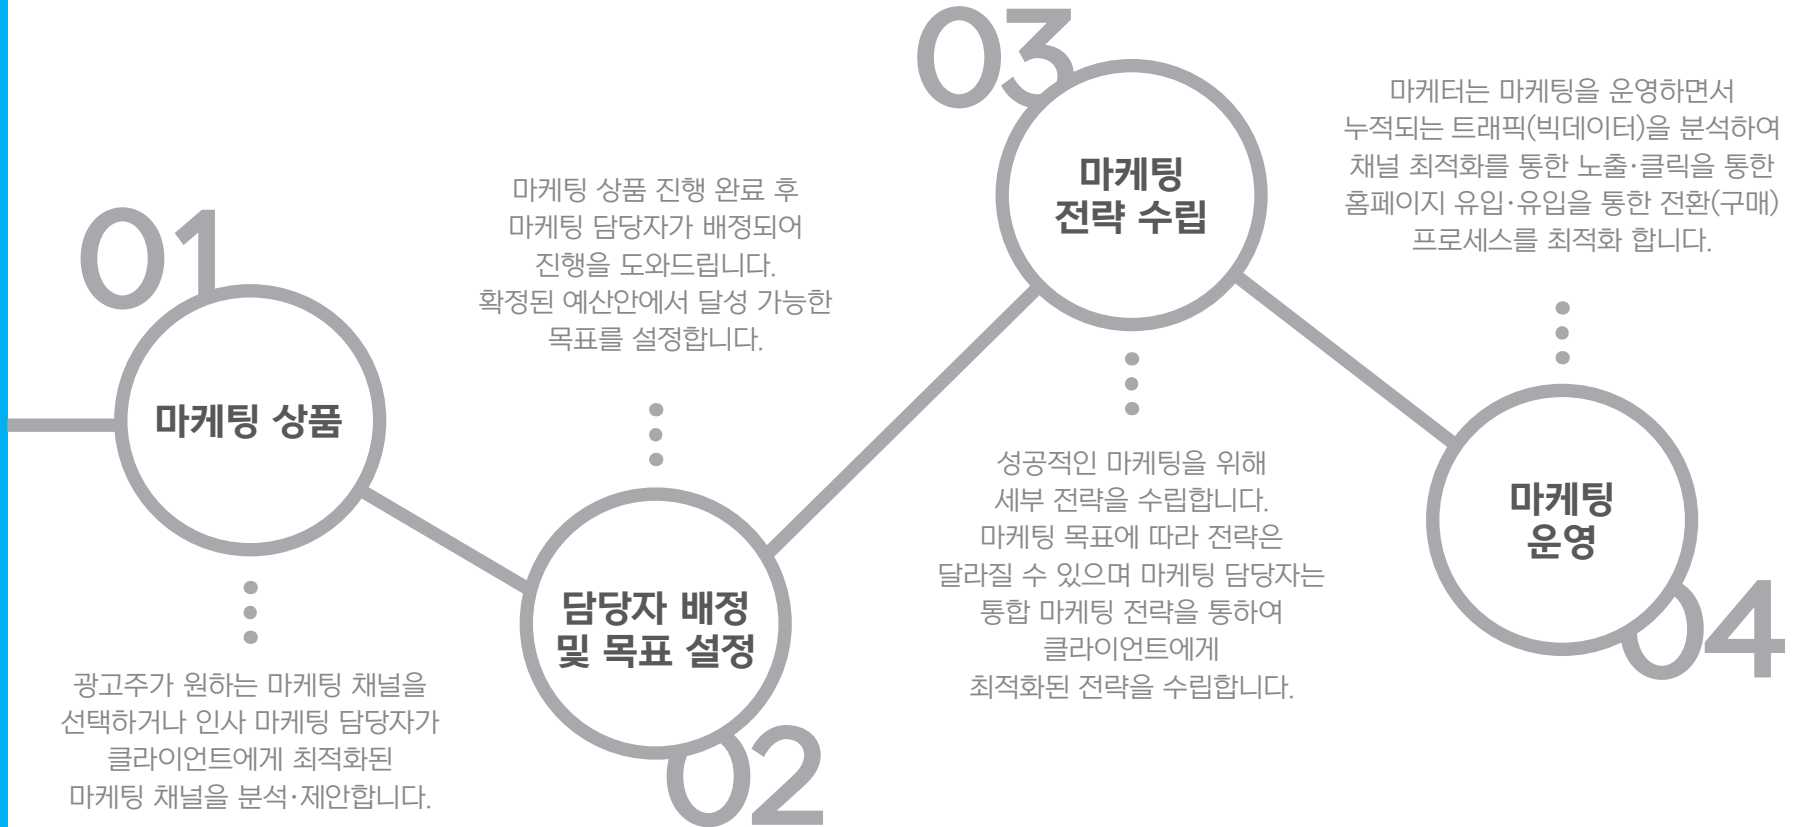 01
마케팅 상품
광고주가 원하는 마케팅 채널을
선택하거나 인사 마케팅 담당자가
클라이언트에게 최적화된
마케팅 채널을 분석·제안합니다.
마케팅 상품 진행 완료 후
마케팅 담당자가 배정되어
진행을 도와드립니다.
확정된 예산안에서 달성 가능한
목표를 설정합니다.
담당자 배정
및 목표 설정
02
03
마케팅
전략 수립
성공적인 마케팅을 위해
세부 전략을 수립합니다.
마케팅 목표에 따라 전략은
달라질 수 있으며 마케팅 담당자는
통합 마케팅 전략을 통하여
클라이언트에게
최적화된 전략을 수립합니다.
마케터는 마케팅을 운영하면서
누적되는 트래픽(빅데이터)을 분석하여
채널 최적화를 통한 노출·클릭을 통한
홈페이지 유입·유입을 통한 전환(구매)
프로세스를 최적화 합니다.
마케팅
운영
04